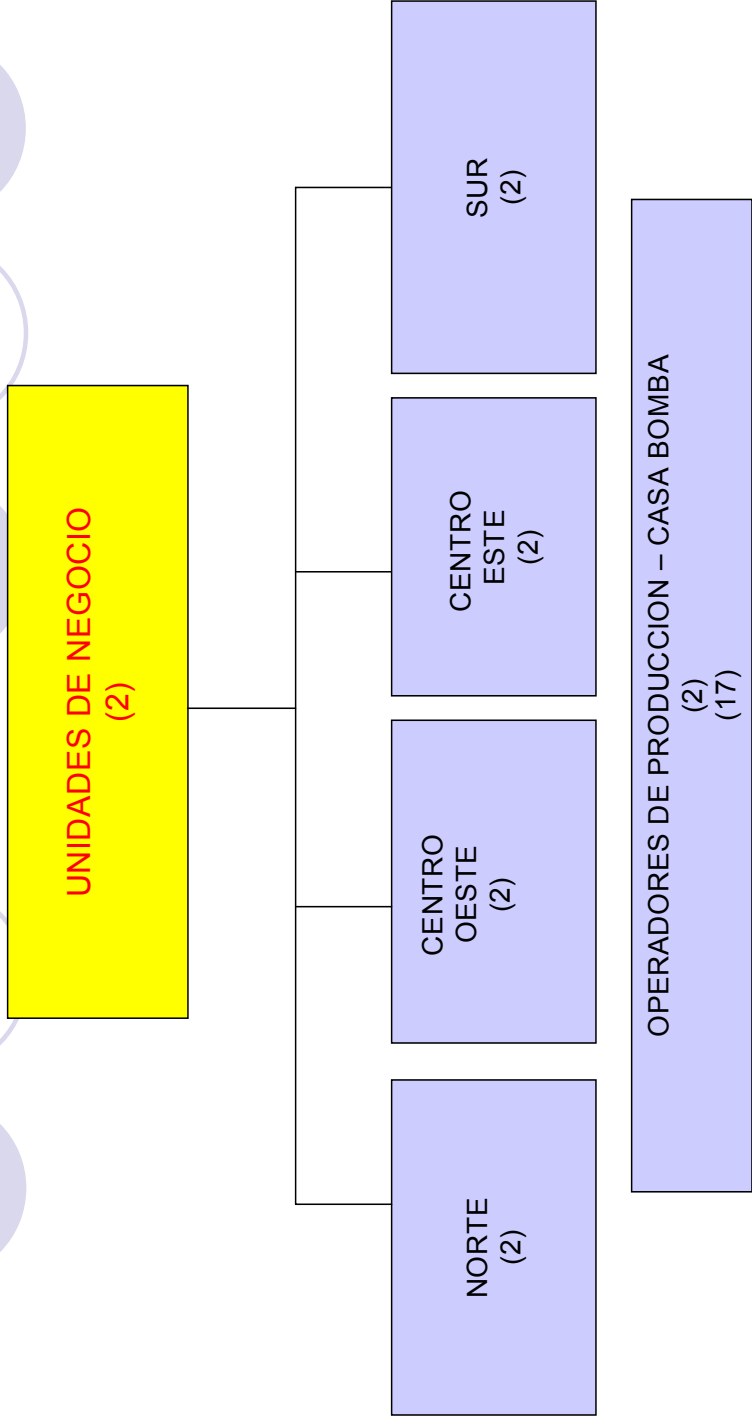 UNIDADES DE NEGOCIO
(2)
NORTE
(2)
CENTRO
OESTE
(2)
CENTRO
ESTE
(2)
SUR
(2)
OPERADORES DE PRODUCCION – CASA BOMBA
(2)
(17)